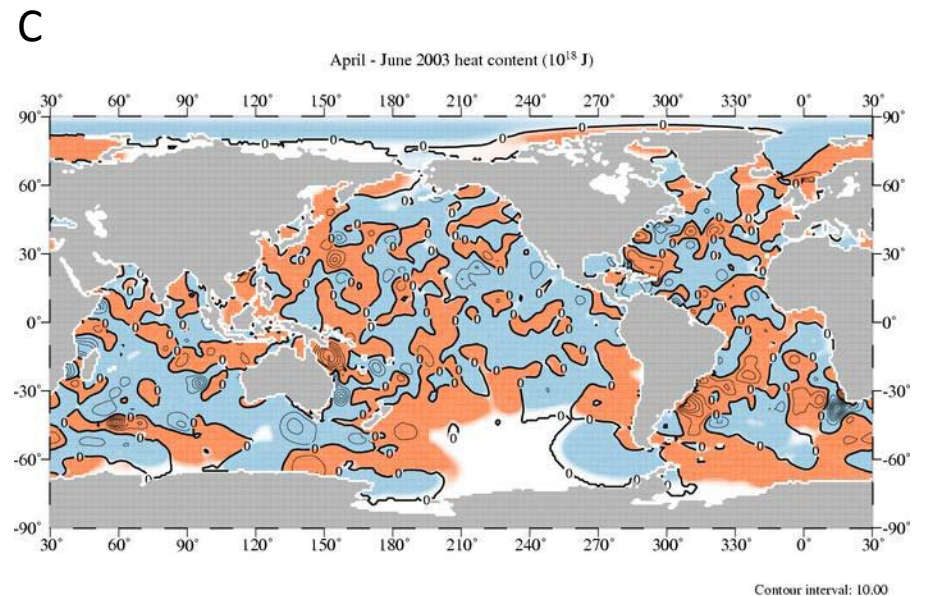 C
April - June 2003 heat content (10¹⁸ J)
30° 60° 90° 120° 150° 180° 210° 240° 270° 300° 330° 0° 30°
90° 90°
60° 60°
30° 30°
0° 0°
-30° -30°
-60° -60°
-90° -90°
30° 60° 90° 120° 150° 180° 210° 240° 270° 300° 330° 0° 30°
Contour interval: 10.00